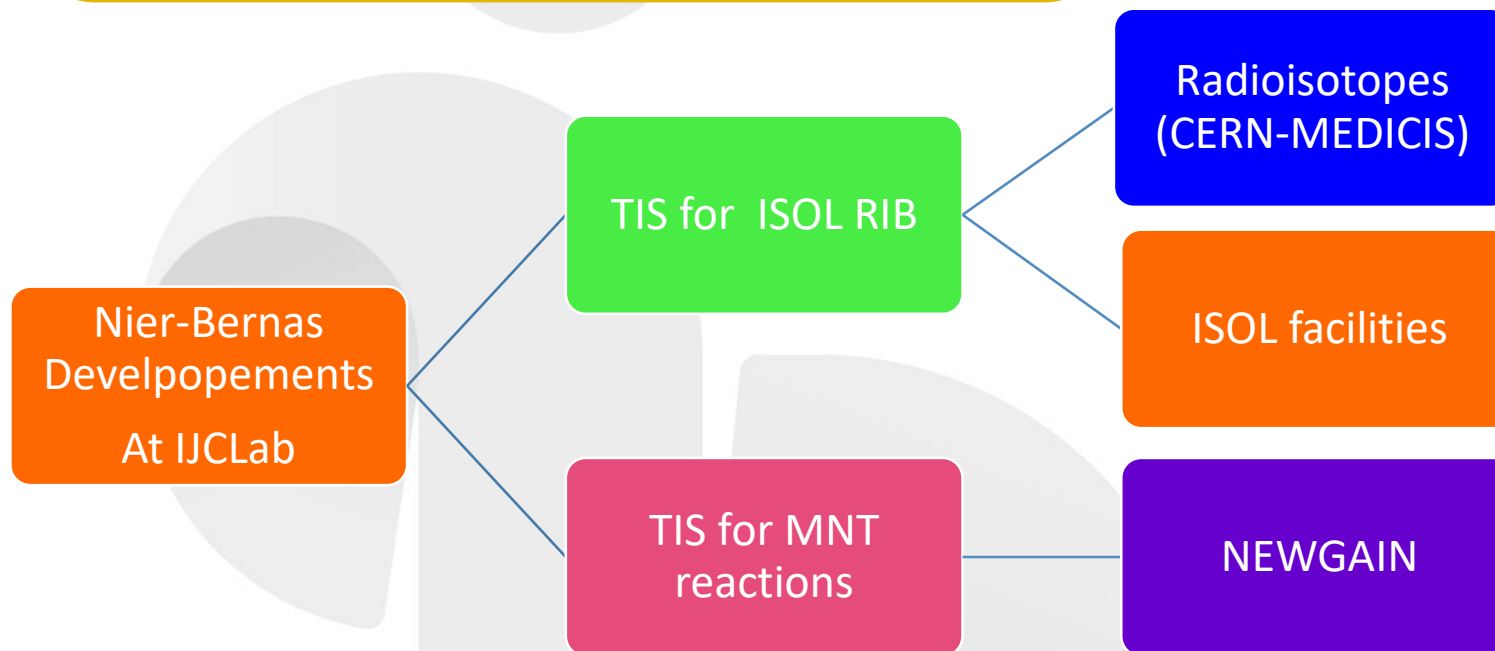 Nier-Bernas
Develpopements
At IJCLab
TIS for ISOL RIB
TIS for MNT
reactions
Radioisotopes
(CERN-MEDICIS)
ISOL facilities
NEWGAIN